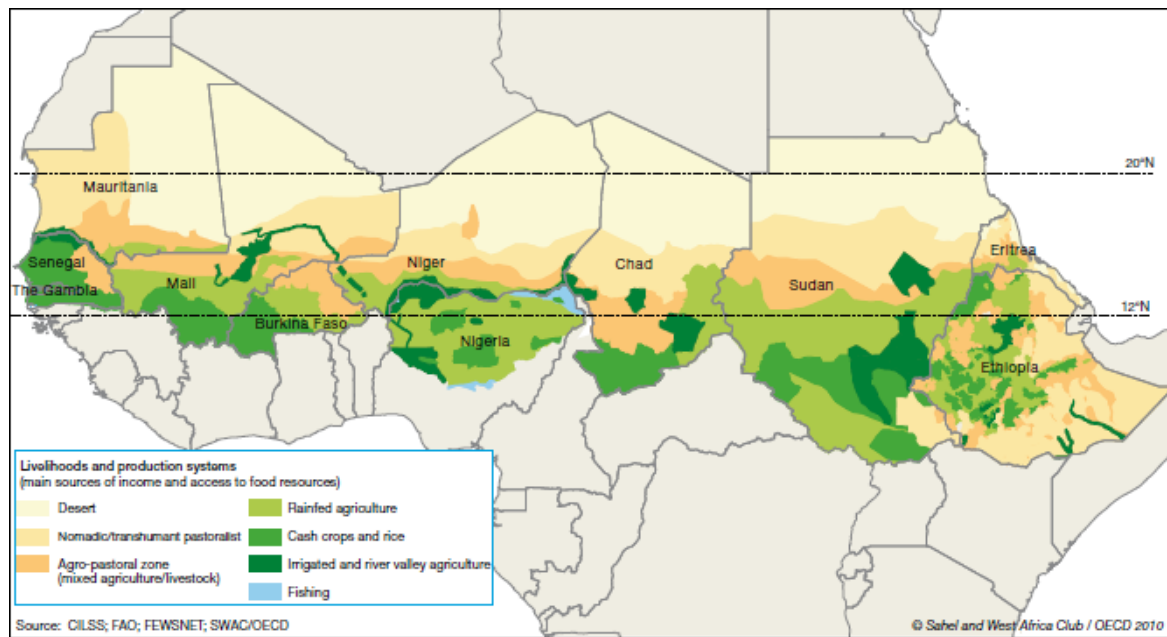 20°N
Mauritania
Senegal
Eritrea
Niger
Chad
Mali
Sudan
The Gambia
12°N
Burkina Faso
Nigeria
Ethiopia
Livelihoods and production systems
(main sources of income and access to food resources)
Desert
Rainfed agriculture
Nomadic/transhumant pastoralist
Cash crops and rice
Agro-pastoral zone
(mixed agriculture/livestock)
Irrigated and river valley agriculture
Fishing
Source: CILSS; FAO; FEWSNET; SWAC/OECD
© Sahel and West Africa Club / OECD 2010